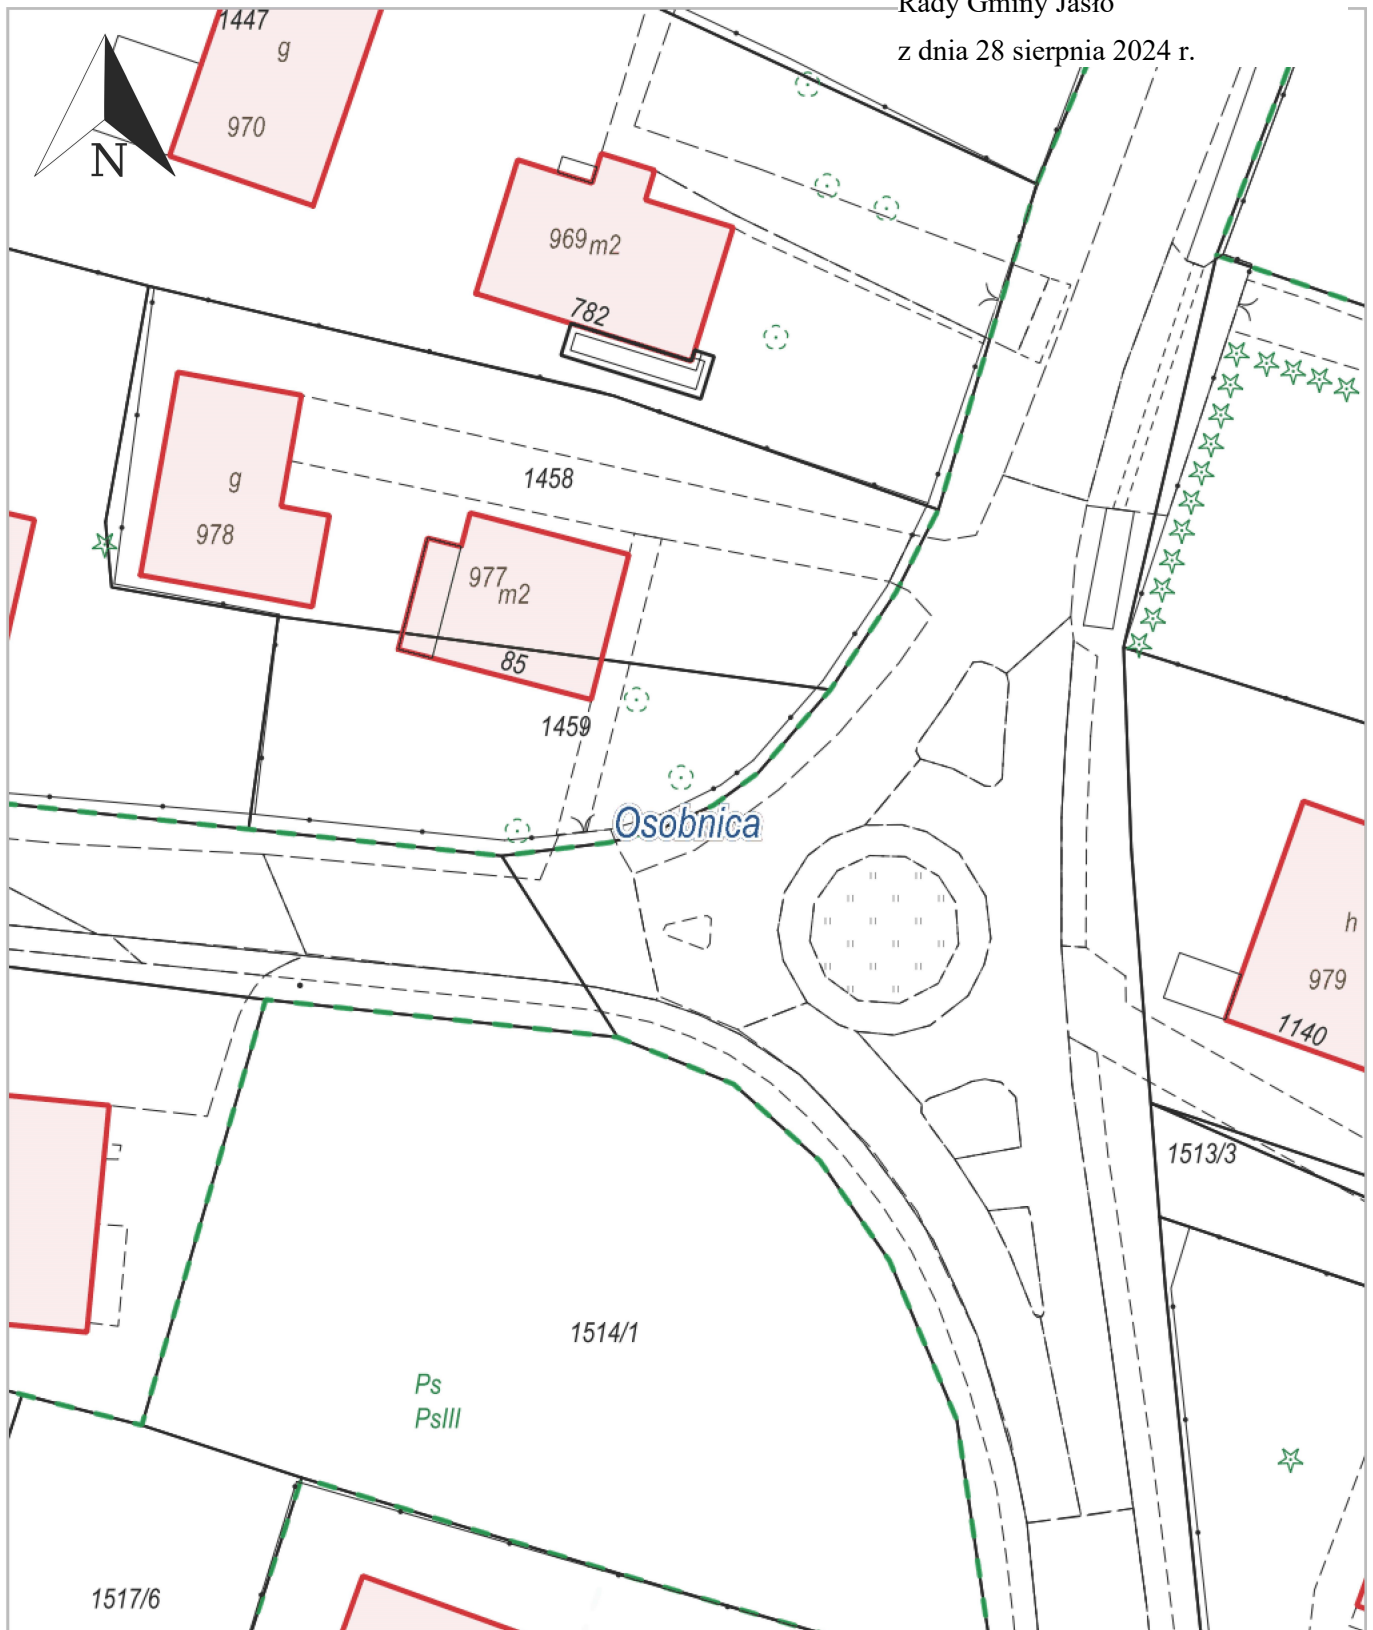 Rady Gminy Jasło
z dnia 28 sierpnia 2024 r.
1447
g
970
N
969 m2
782
1458
g
978
977 m2
85
1459
Osobnica
h
979
1140
1513/3
1514/1
Ps
PsIII
1517/6